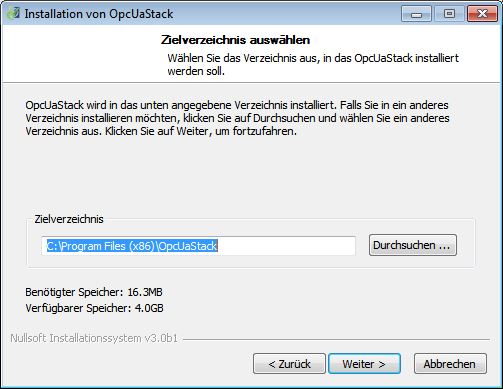 Installation von OpcUaStack
Zielverzeichnis auswählen
Wählen Sie das Verzeichnis aus, in das OpcUaStack installiert
werden soll.
OpcUaStack wird in das unten angegebene Verzeichnis installiert. Falls Sie in ein anderes
Verzeichnis installieren möchten, klicken Sie auf Durchsuchen und wählen Sie ein anderes
Verzeichnis aus. Klicken Sie auf Weiter, um fortzufahren.
Zielverzeichnis
C:\Program Files (x86)\OpcUaStack
Durchsuchen ...
Benötigter Speicher: 16.3MB
Verfügbarer Speicher: 4.0GB
Nullsoft Installationssystem v3.0b1
< Zurück
Weiter >
Abbrechen